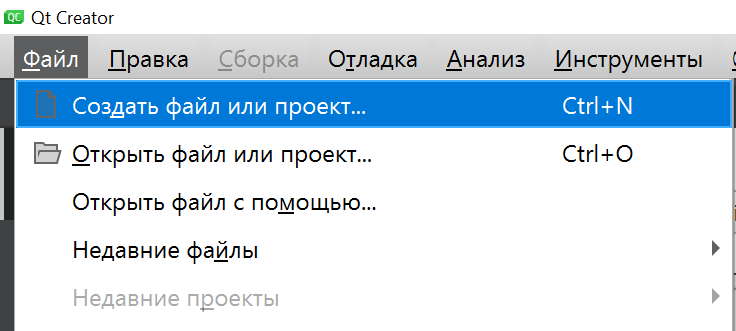 QC Qt Creator
Файл Правка Сборка Отладка Анализ Инструменты
Создать файл или проект... Ctrl+N
Открыть файл или проект... Ctrl+O
Открыть файл с помощью...
Недавние файлы
Недавние проекты